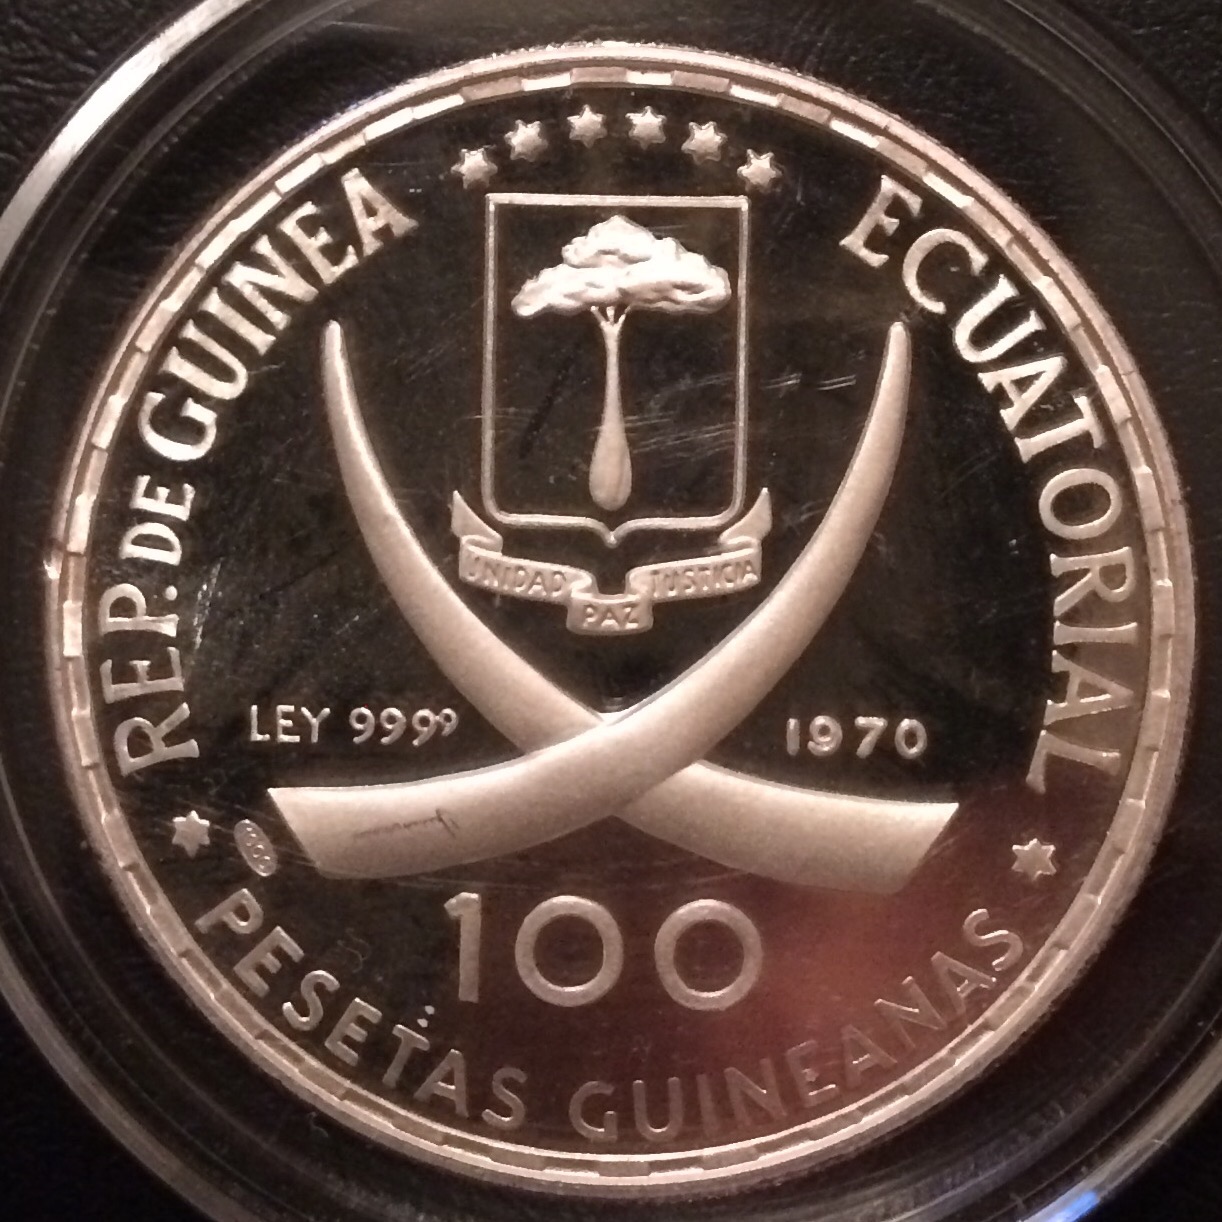 REP. DE GUINEA ECUATORIAL
UNIDAD PAZ JUSTICIA
LEY 999⁹ 1970
100
PESETAS GUINEANAS